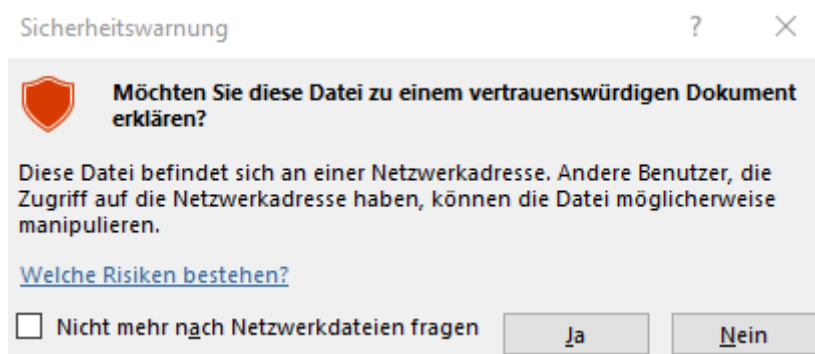 Sicherheitswarnung ?
Möchten Sie diese Datei zu einem vertrauenswürdigen Dokument
erklären?
Diese Datei befindet sich an einer Netzwerkadresse. Andere Benutzer, die
Zugriff auf die Netzwerkadresse haben, können die Datei möglicherweise
manipulieren.
Welche Risiken bestehen?
Nicht mehr nach Netzwerkdateien fragen Ja Nein